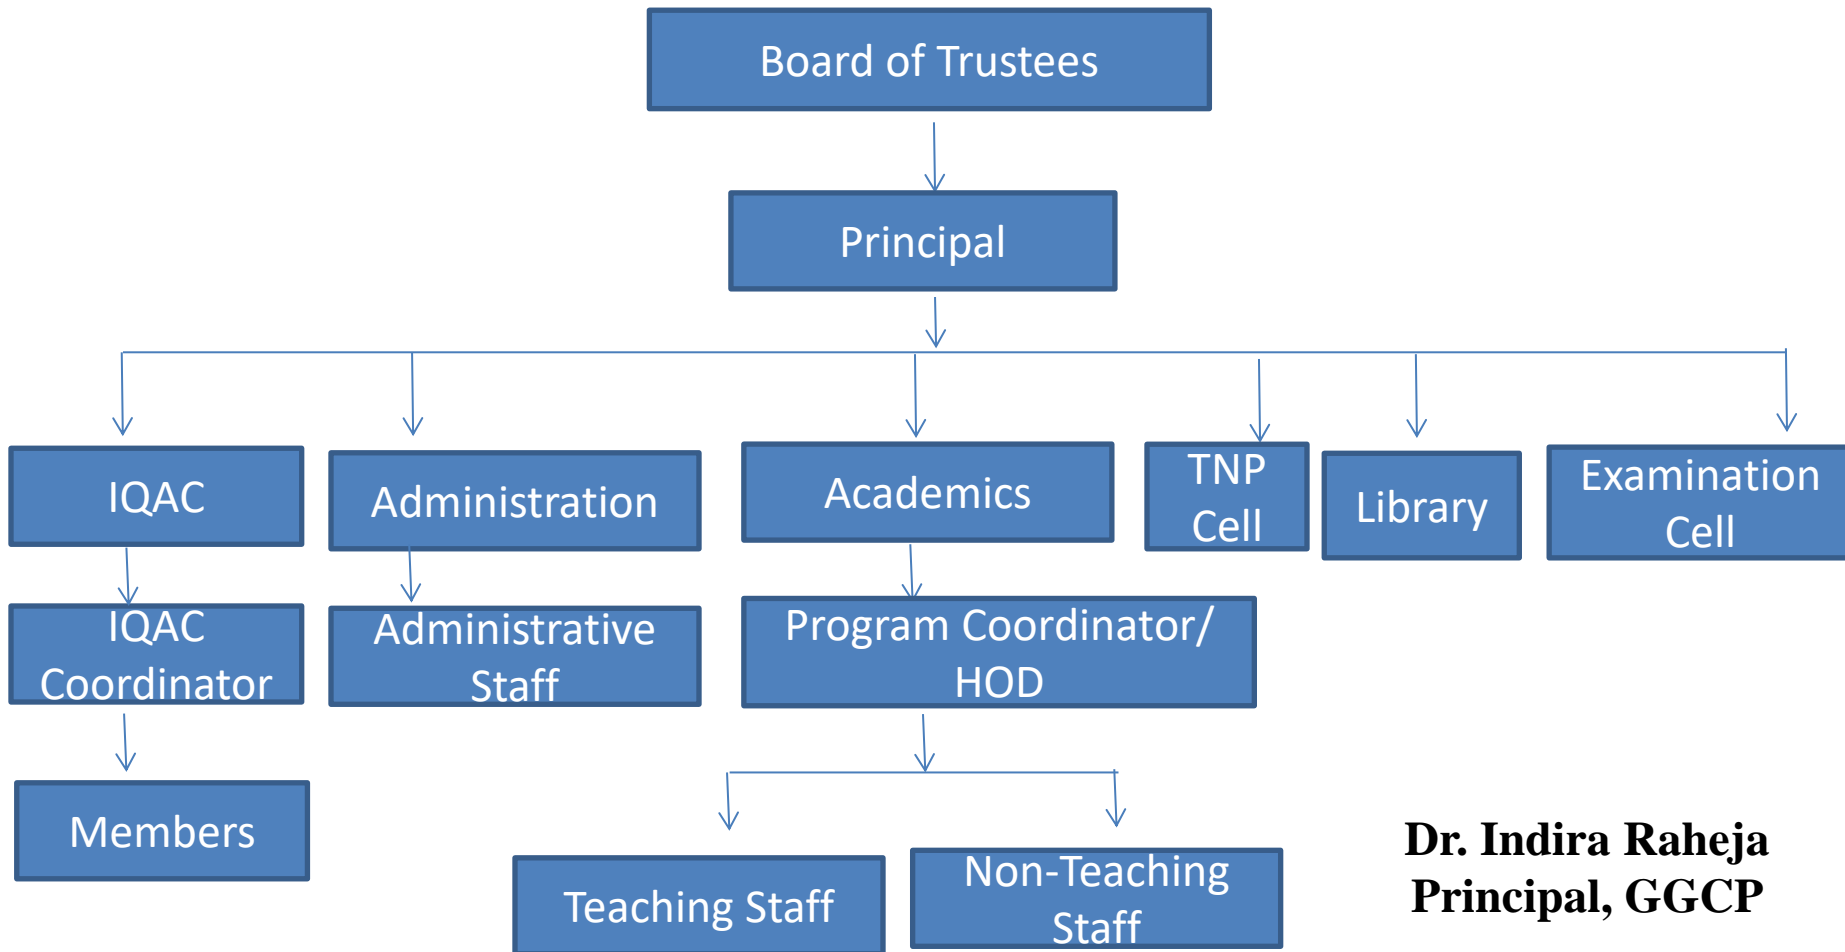 Board of Trustees
Principal
IQAC
Administration
Academics
TNP
Cell
Library
Examination
Cell
IQAC
Coordinator
Administrative
Staff
Program Coordinator/
HOD
Members
Teaching Staff
Non-Teaching
Staff
Dr. Indira Raheja
Principal, GGCP